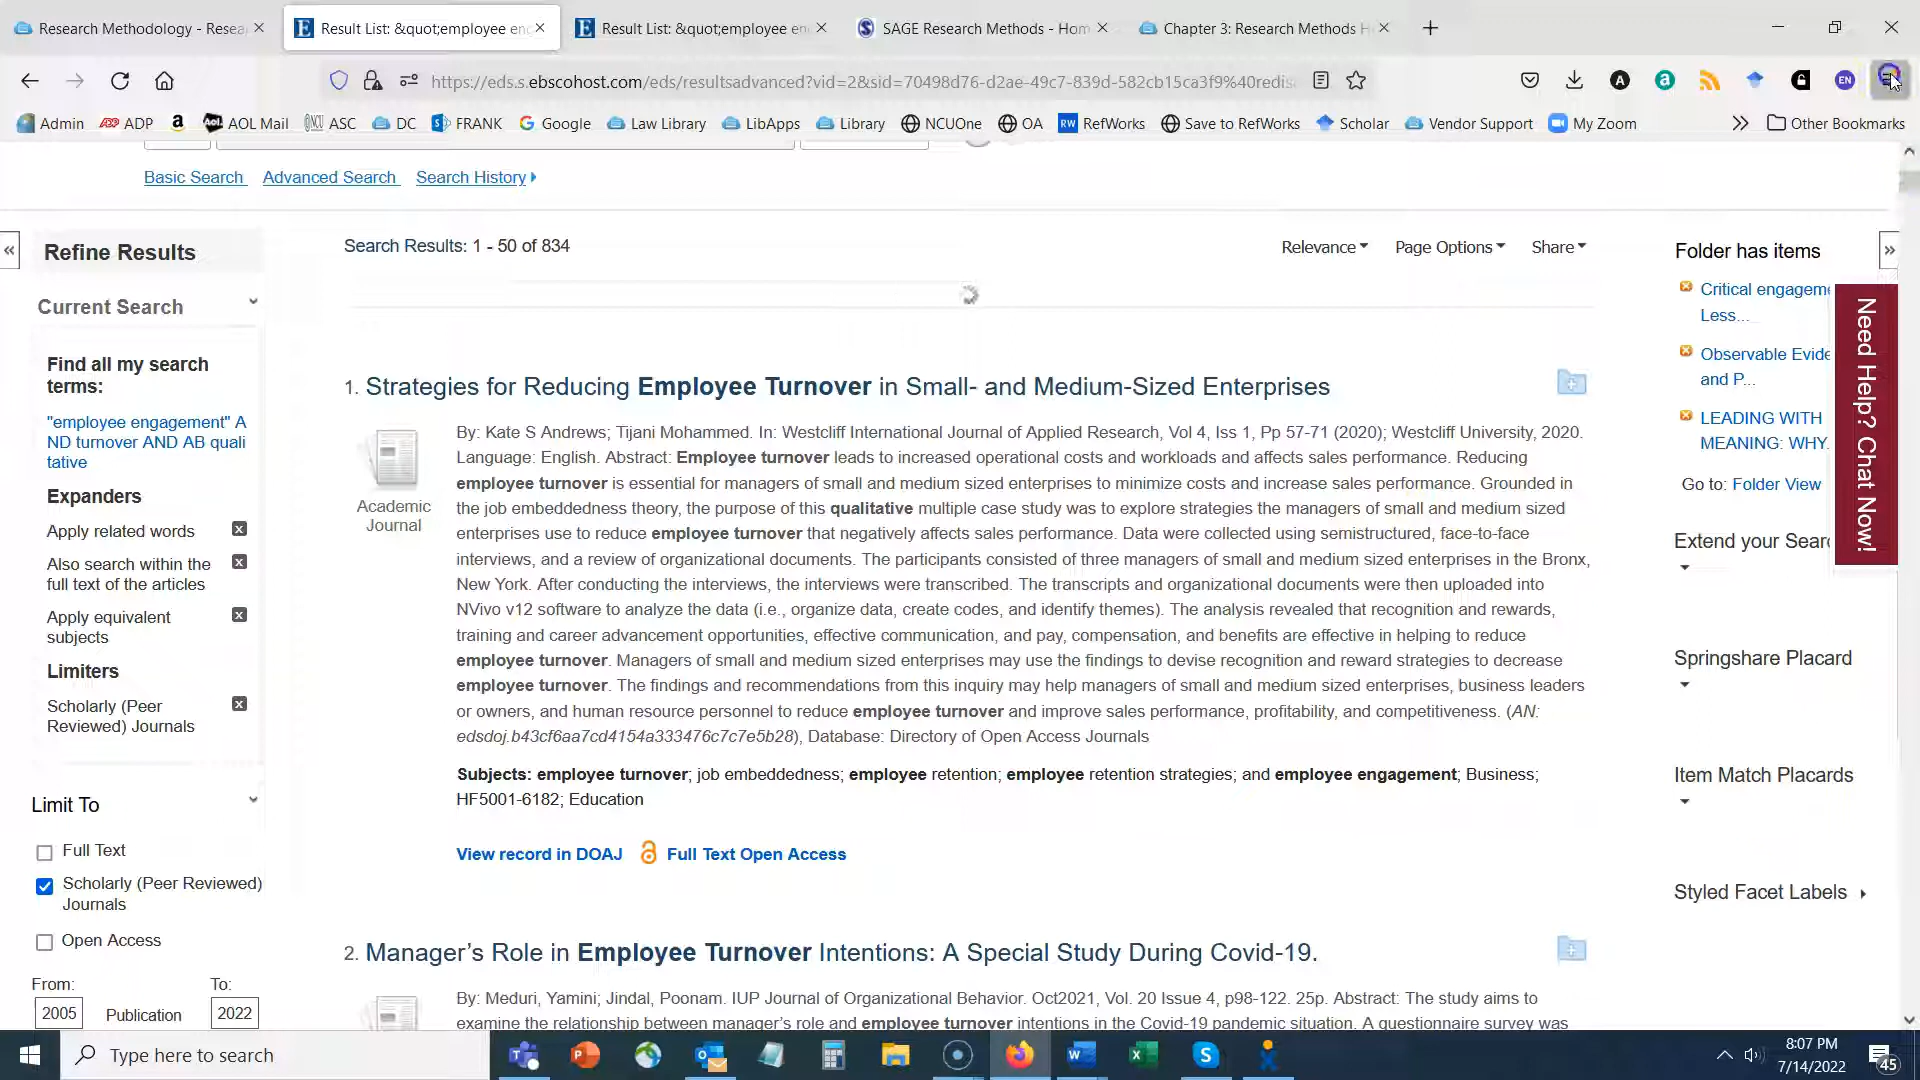 Research Methodology - Resea
Result List: &quot;employee en
Result List: &quot;employee en
SAGE Research Methods - Hom
Chapter 3: Research Methods H
https://eds.s.ebscohost.com/eds/resultsadvanced?vid=2&sid=70498d76-d2ae-49c7-839d-582cb15ca3f9%40redis
A
a
EN
Admin
ADP
AOL Mail
ASC
DC
FRANK
Google
Law Library
LibApps
Library
NCUOne
OA
RefWorks
Save to RefWorks
Scholar
Vendor Support
My Zoom
Other Bookmarks
Basic Search
Advanced Search
Search History
Refine Results
Current Search
Find all my search
terms:
"employee engagement" A
ND turnover AND AB quali
tative
Expanders
Apply related words
Also search within the
full text of the articles
Apply equivalent
subjects
Limiters
Scholarly (Peer
Reviewed) Journals
Limit To
Full Text
Scholarly (Peer Reviewed)
Journals
Open Access
From:
To:
2005
Publication
2022
Search Results: 1 - 50 of 834
Relevance
Page Options
Share
1. Strategies for Reducing Employee Turnover in Small- and Medium-Sized Enterprises
Academic
Journal
By: Kate S Andrews; Tijani Mohammed. In: Westcliff International Journal of Applied Research, Vol 4, Iss 1, Pp 57-71 (2020); Westcliff University, 2020.
Language: English. Abstract: Employee turnover leads to increased operational costs and workloads and affects sales performance. Reducing
employee turnover is essential for managers of small and medium sized enterprises to minimize costs and increase sales performance. Grounded in
the job embeddedness theory, the purpose of this qualitative multiple case study was to explore strategies the managers of small and medium sized
enterprises use to reduce employee turnover that negatively affects sales performance. Data were collected using semistructured, face-to-face
interviews, and a review of organizational documents. The participants consisted of three managers of small and medium sized enterprises in the Bronx,
New York. After conducting the interviews, the interviews were transcribed. The transcripts and organizational documents were then uploaded into
NVivo v12 software to analyze the data (i.e., organize data, create codes, and identify themes). The analysis revealed that recognition and rewards,
training and career advancement opportunities, effective communication, and pay, compensation, and benefits are effective in helping to reduce
employee turnover. Managers of small and medium sized enterprises may use the findings to devise recognition and reward strategies to decrease
employee turnover. The findings and recommendations from this inquiry may help managers of small and medium sized enterprises, business leaders
or owners, and human resource personnel to reduce employee turnover and improve sales performance, profitability, and competitiveness. (AN:
edsdoj.b43cf6aa7cd4154a333476c7c7e5b28), Database: Directory of Open Access Journals
Subjects: employee turnover; job embeddedness; employee retention; employee retention strategies; and employee engagement; Business;
HF5001-6182; Education
View record in DOAJ
Full Text Open Access
2. Manager's Role in Employee Turnover Intentions: A Special Study During Covid-19.
By: Meduri, Yamini; Jindal, Poonam. IUP Journal of Organizational Behavior. Oct2021, Vol. 20 Issue 4, p98-122. 25p. Abstract: The study aims to
examine the relationship between manager's role and employee turnover intentions in the Covid-19 pandemic situation. A questionnaire survey was
Folder has items
Critical engageme
Less...
Observable Evide
and P...
LEADING WITH
MEANING: WHY.
Go to: Folder View
Extend your Searc
Springshare Placard
Item Match Placards
Styled Facet Labels
Need Help? Chat Now!
Type here to search
8:07 PM
7/14/2022
45